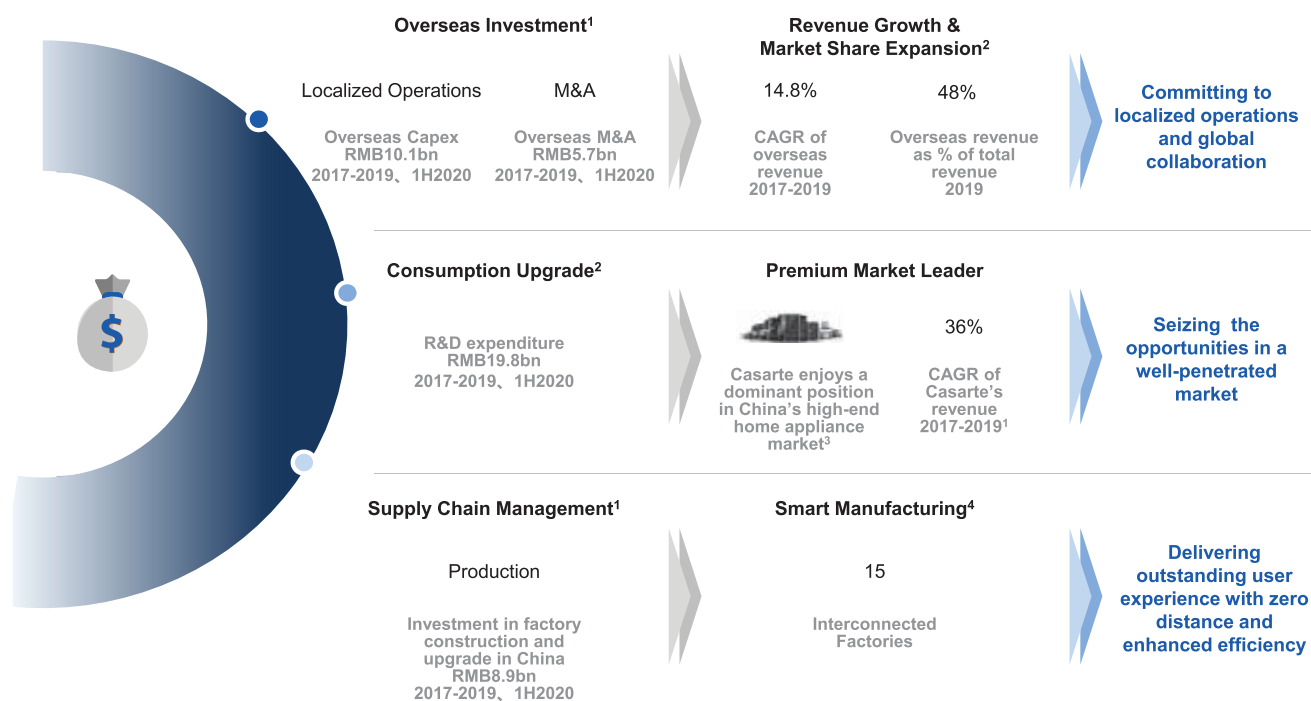 Overseas Investment¹
Revenue Growth &
Market Share Expansion²
Localized Operations
M&A
14.8%
48%
Overseas Capex
RMB10.1bn
2017-2019、1H2020
Overseas M&A
RMB5.7bn
2017-2019、1H2020
CAGR of
overseas
revenue
2017-2019
Overseas revenue
as % of total
revenue
2019
Committing to
localized operations
and global
collaboration
Consumption Upgrade²
Premium Market Leader
$
R&D expenditure
RMB19.8bn
2017-2019、1H2020
36%
Casarte enjoys a
dominant position
in China's high-end
home appliance
market³
CAGR of
Casarte's
revenue
2017-2019¹
Seizing the
opportunities in a
well-penetrated
market
Supply Chain Management¹
Smart Manufacturing⁴
Production
15
Investment in factory
construction and
upgrade in China
RMB8.9bn
2017-2019、1H2020
Interconnected
Factories
Delivering
outstanding user
experience with zero
distance and
enhanced efficiency